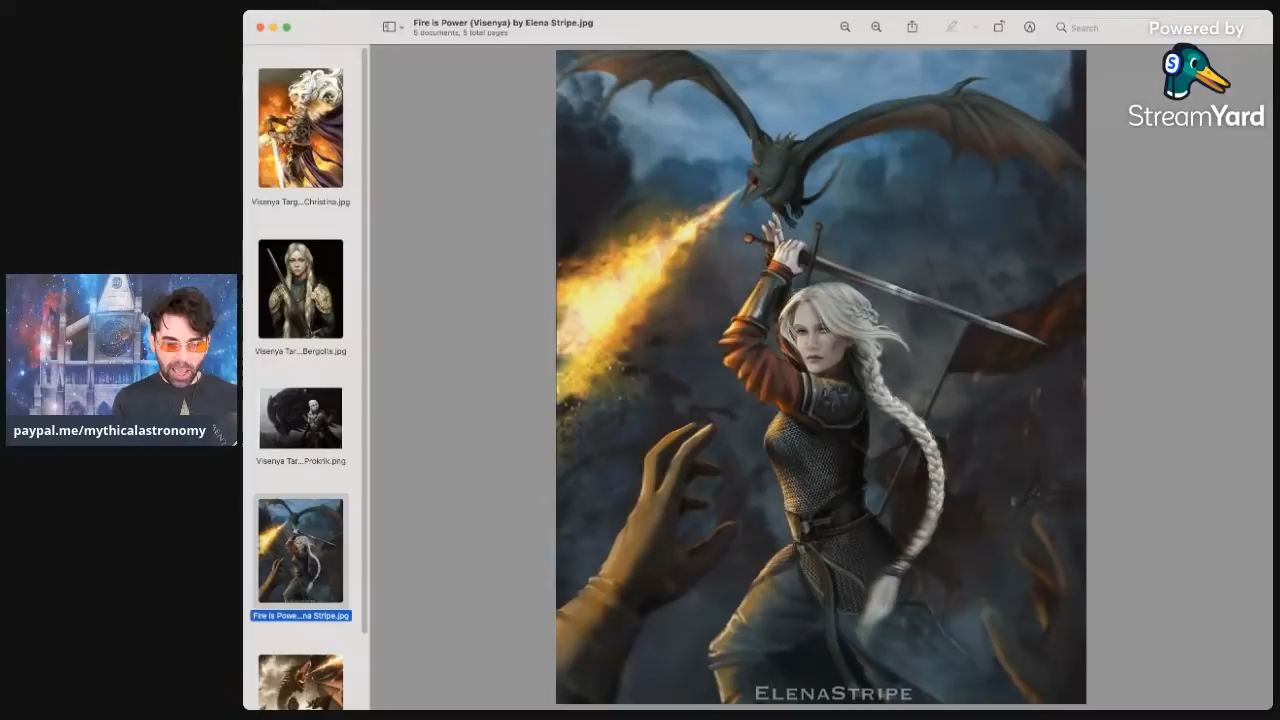 Fire is Power (Visenya) by Elena Stripe.jpg
5 documents, 5 total pages
Search
Powered by
S
StreamYard
Visenya Targ...Christina.jpg
Visenya Tar...Bergolls.jpg
Visenya Tar...Prokrik.png
Fire is Powe...na Stripe.jpg
paypal.me/mythicalastronomy
ELENASTRIPE